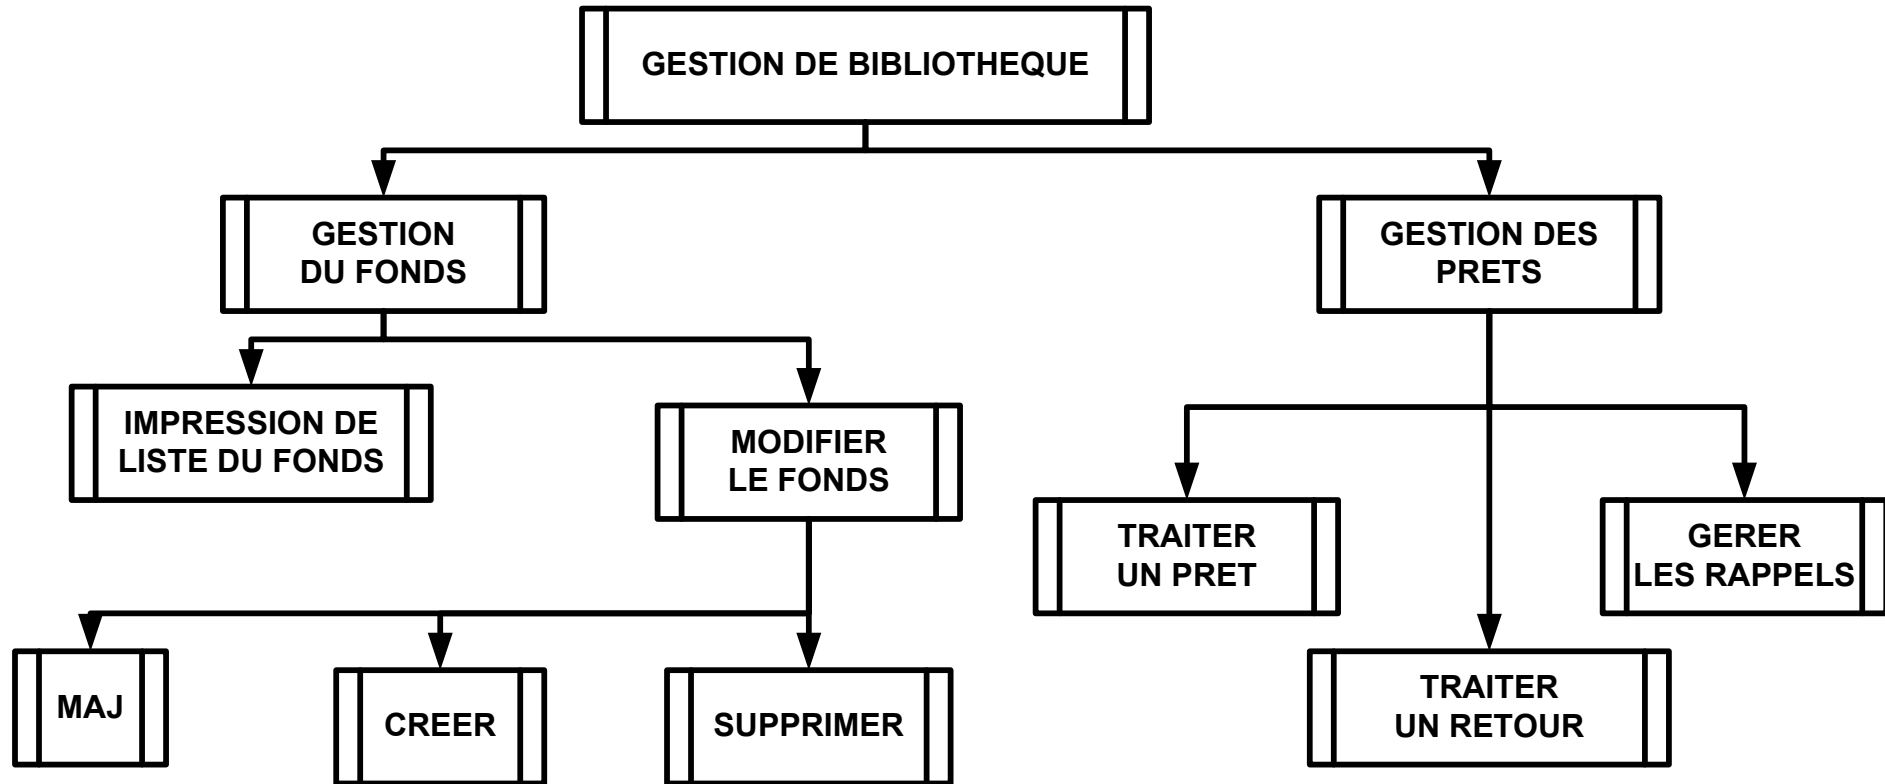 GESTION DE BIBLIOTHEQUE
GESTION
DU FONDS
GESTION DES
PRETS
IMPRESSION DE
LISTE DU FONDS
MODIFIER
LE FONDS
TRAITER
UN PRET
GERER
LES RAPPELS
MAJ
CREER
SUPPRIMER
TRAITER
UN RETOUR